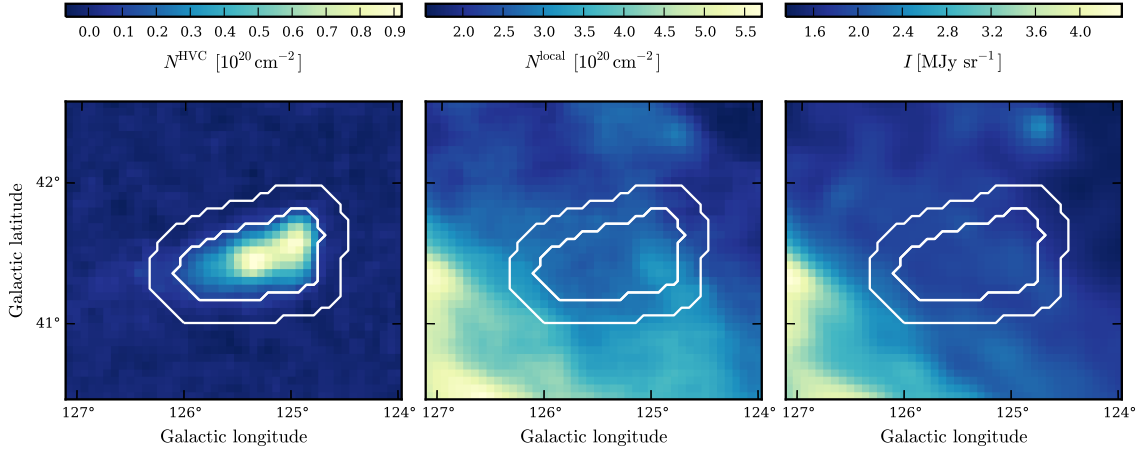 0.0 0.1 0.2 0.3 0.4 0.5 0.6 0.7 0.8 0.9
N^HVC [10^20 cm^−2]
2.0 2.5 3.0 3.5 4.0 4.5 5.0 5.5
N^local [10^20 cm^−2]
1.6 2.0 2.4 2.8 3.2 3.6 4.0
I [MJy sr^−1]
Galactic latitude
42°
41°
127° 126° 125° 124°
Galactic longitude
127° 126° 125° 124°
Galactic longitude
127° 126° 125° 124°
Galactic longitude